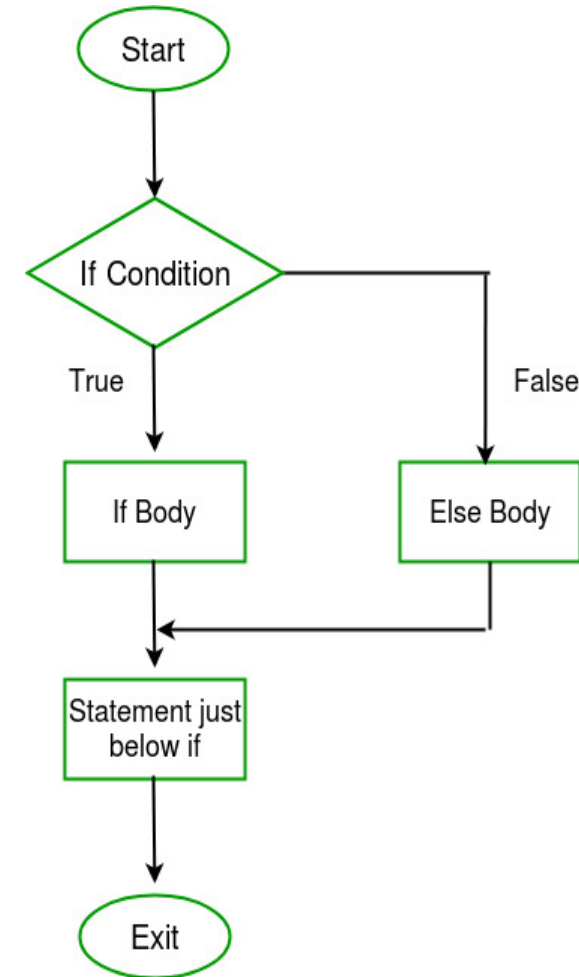 Start
If Condition
True
False
If Body
Else Body
Statement just
below if
Exit